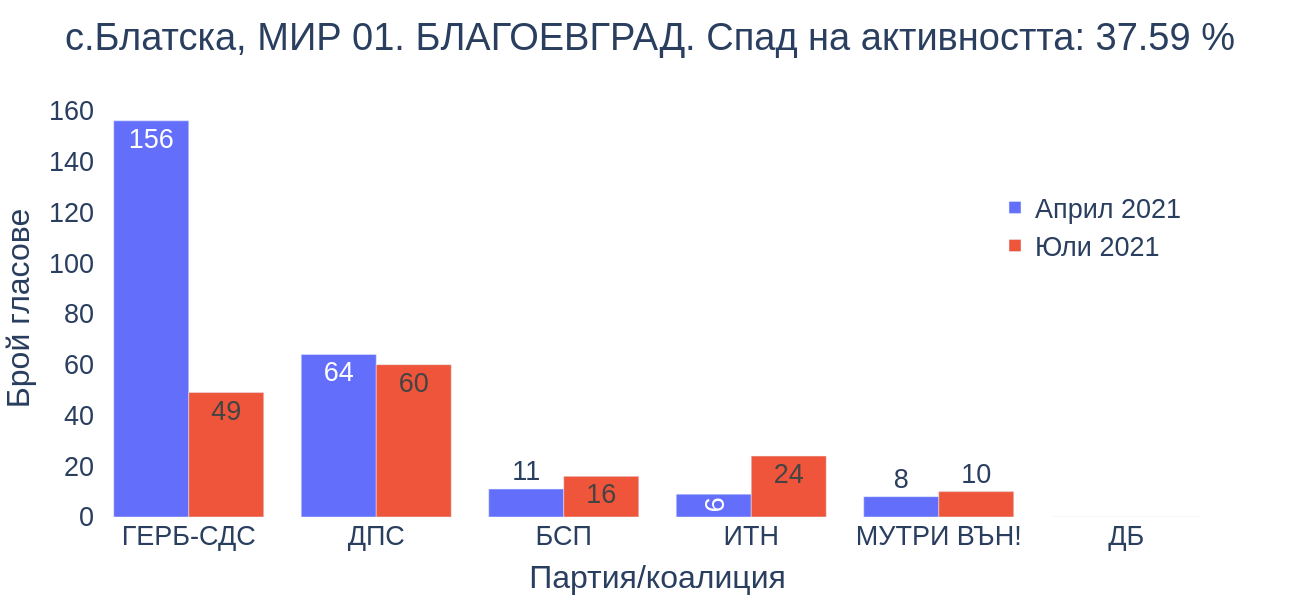 с.Блатска, МИР 01. БЛАГОЕВГРАД. Спад на активността: 37.59 %
Брой гласове
160
140
120
100
80
60
40
20
0
156
49
64
60
11
16
9
24
8
10
Април 2021
Юли 2021
ГЕРБ-СДС
ДПС
БСП
ИТН
МУТРИ ВЪН!
ДБ
Партия/коалиция